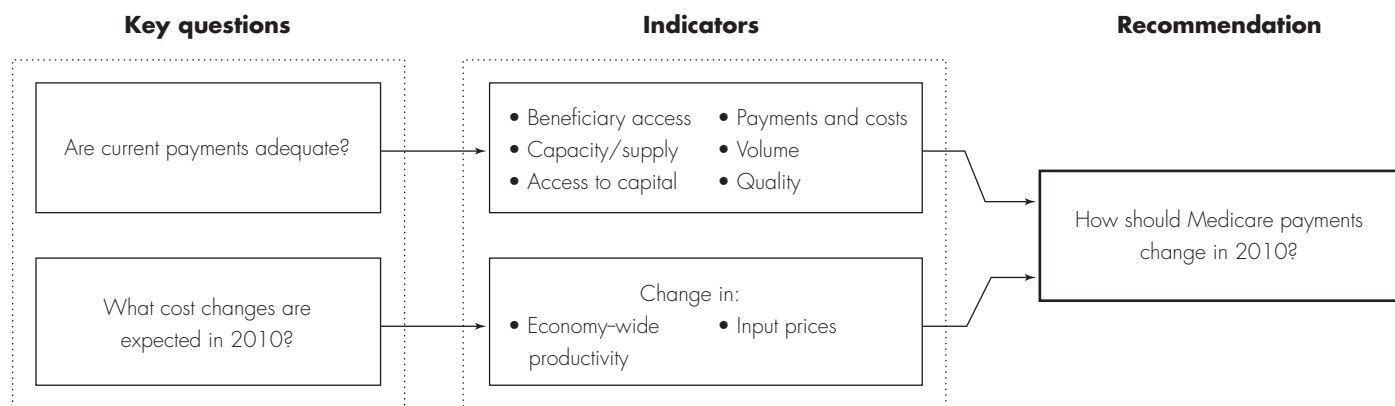 Key questions
Indicators
Recommendation
Are current payments adequate?
• Beneficiary access
• Capacity/supply
• Access to capital
• Payments and costs
• Volume
• Quality
What cost changes are
expected in 2010?
Change in:
• Economy–wide
productivity
• Input prices
How should Medicare payments
change in 2010?